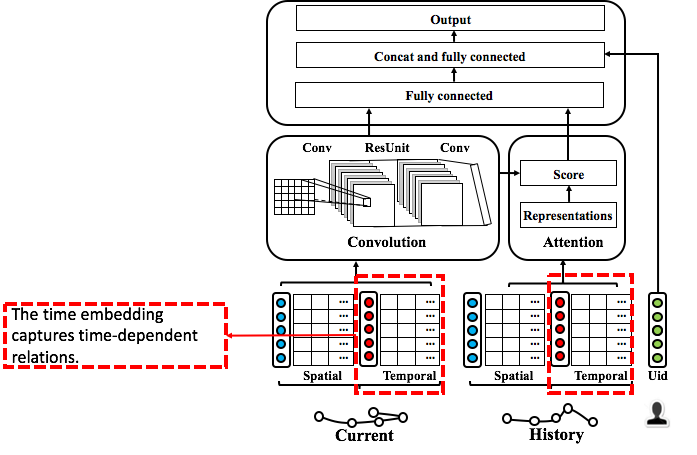 Output
Concat and fully connected
Fully connected
Conv ResUnit Conv
Score
Representations
Convolution
Attention
The time embedding
captures time-dependent
relations.
... ...
... ...
... ...
... ...
... ...
... ...
... ...
... ...
... ...
... ...
Spatial Temporal
Spatial Temporal
Uid
Current
History